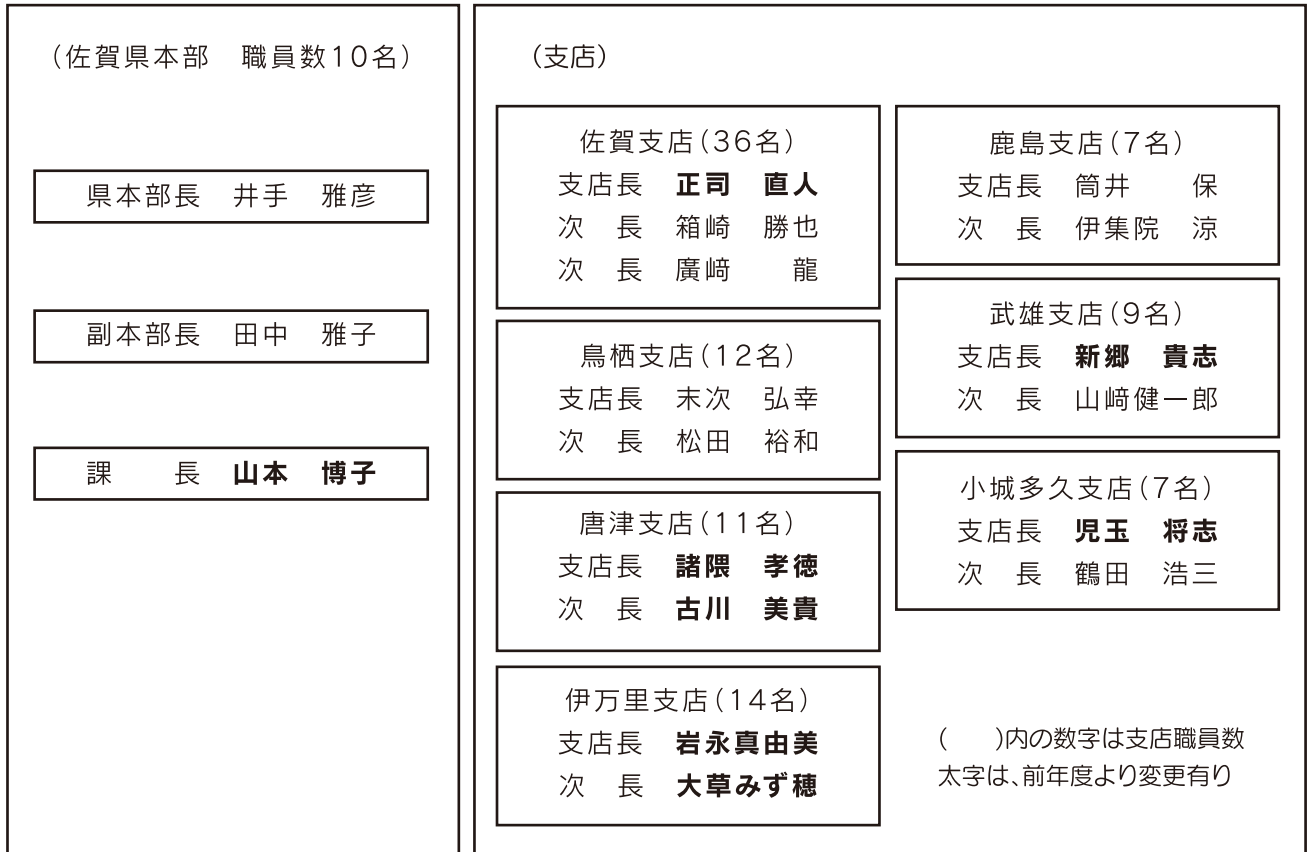 （佐賀県本部　職員数10名）
県本部長　井手　雅彦
副本部長　田中　雅子
課　　長　山本　博子
（支店）
佐賀支店（36名）
支店長　正司　直人
次　長　箱崎　勝也
次　長　廣﨑　　龍
鳥栖支店（12名）
支店長　末次　弘幸
次　長　松田　裕和
唐津支店（11名）
支店長　諸隈　孝徳
次　長　古川　美貴
伊万里支店（14名）
支店長　岩永真由美
次　長　大草みず穂
鹿島支店（7名）
支店長　筒井　　保
次　長　伊集院　涼
武雄支店（9名）
支店長　新郷　貴志
次　長　山﨑健一郎
小城多久支店（7名）
支店長　児玉　将志
次　長　鶴田　浩三
（　　）内の数字は支店職員数
太字は、前年度より変更有り